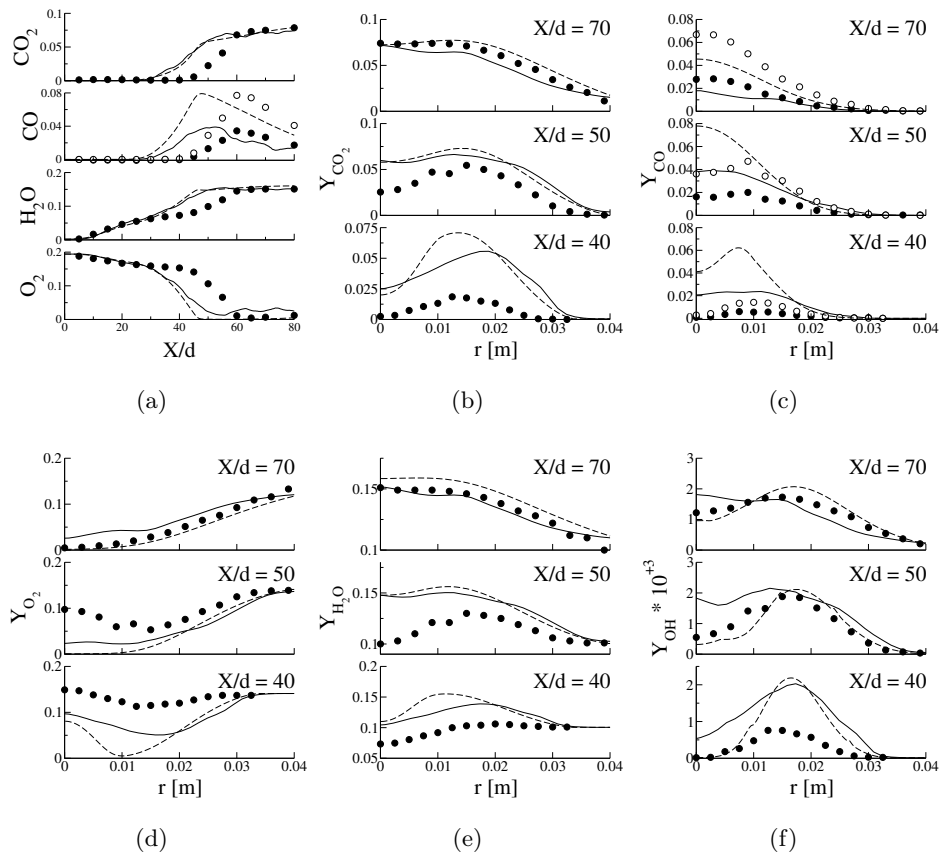 CO2
0.05
0
0.08
CO
0.04
0
0.2
H2O
0.1
0
0.2
O2
0.1
0
0 20 40 60 80
X/d
(a)
0.1
X/d = 70
0.05
0
0.1
X/d = 50
YCO2
0.05
0
X/d = 40
0.075
0.05
0.025
0
0 0.01 0.02 0.03 0.04
r [m]
(b)
0.08
X/d = 70
0.06
0.04
0.02
0
0.08
X/d = 50
0.06
YCO
0.04
0.02
0
0.08
X/d = 40
0.06
0.04
0.02
0
0 0.01 0.02 0.03 0.04
r [m]
(c)
0.2
X/d = 70
0.1
0
0.2
X/d = 50
YO2
0.1
0
0.2
X/d = 40
0.1
0
0 0.01 0.02 0.03 0.04
r [m]
(d)
X/d = 70
0.15
0.1
X/d = 50
YH2O
0.15
0.1
0.2
X/d = 40
0.15
0.1
0.05
0 0.01 0.02 0.03 0.04
r [m]
(e)
3
X/d = 70
2
1
0
3
X/d = 50
YOH * 10+3
2
1
0
X/d = 40
2
1
0
0 0.01 0.02 0.03 0.04
r [m]
(f)